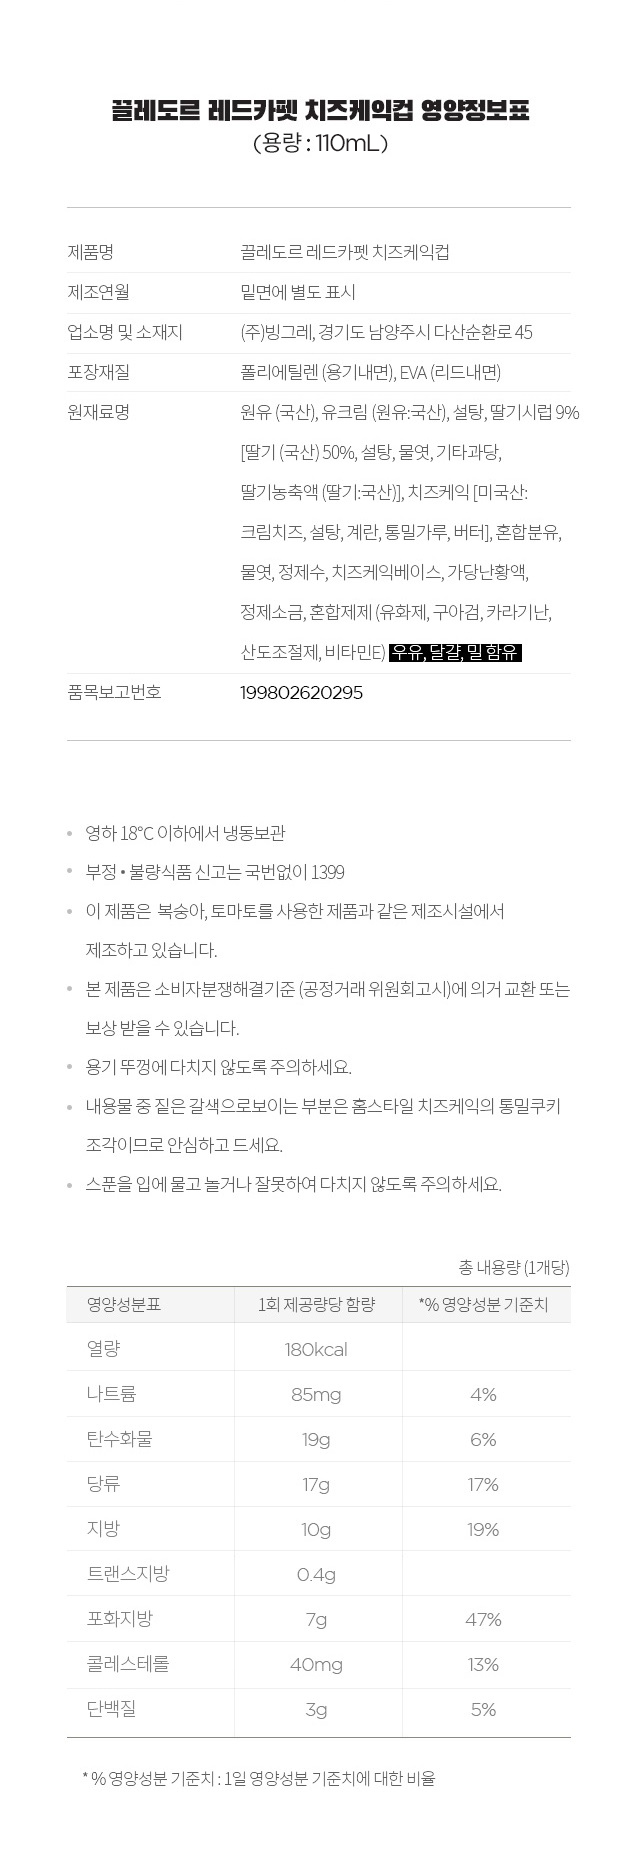 끌레도르 레드카펫 치즈케익컵 영양정보표
(용량 : 110mL)
제품명 끌레도르 레드카펫 치즈케익컵
제조연월 밑면에 별도 표시
업소명 및 소재지 (주)빙그레, 경기도 남양주시 다산순환로 45
포장재질 폴리에틸렌 (용기내면), EVA (리드내면)
원재료명 원유 (국산), 유크림 (원유:국산), 설탕, 딸기시럽 9%
[딸기 (국산) 50%, 설탕, 물엿, 기타과당,
딸기농축액 (딸기:국산)], 치즈케익 [미국산:
크림치즈, 설탕, 계란, 통밀가루, 버터], 혼합분유,
물엿, 정제수, 치즈케익베이스, 가당난황액,
정제소금, 혼합제제 (유화제, 구아검, 카라기난,
산도조절제, 비타민E) 우유, 달걀, 밀 함유
품목보고번호 199802620295
• 영하 18°C 이하에서 냉동보관
• 부정 • 불량식품 신고는 국번없이 1399
• 이 제품은 복숭아, 토마토를 사용한 제품과 같은 제조시설에서
제조하고 있습니다.
• 본 제품은 소비자분쟁해결기준 (공정거래 위원회고시)에 의거 교환 또는
보상 받을 수 있습니다.
• 용기 뚜껑에 다치지 않도록 주의하세요.
• 내용물 중 짙은 갈색으로보이는 부분은 홈스타일 치즈케익의 통밀쿠키
조각이므로 안심하고 드세요.
• 스푼을 입에 물고 놀거나 잘못하여 다치지 않도록 주의하세요.
총 내용량 (1개당)
영양성분표 1회 제공량당 함량 *% 영양성분 기준치
열량 180kcal
나트륨 85mg 4%
탄수화물 19g 6%
당류 17g 17%
지방 10g 19%
트랜스지방 0.4g
포화지방 7g 47%
콜레스테롤 40mg 13%
단백질 3g 5%
* % 영양성분 기준치 : 1일 영양성분 기준치에 대한 비율